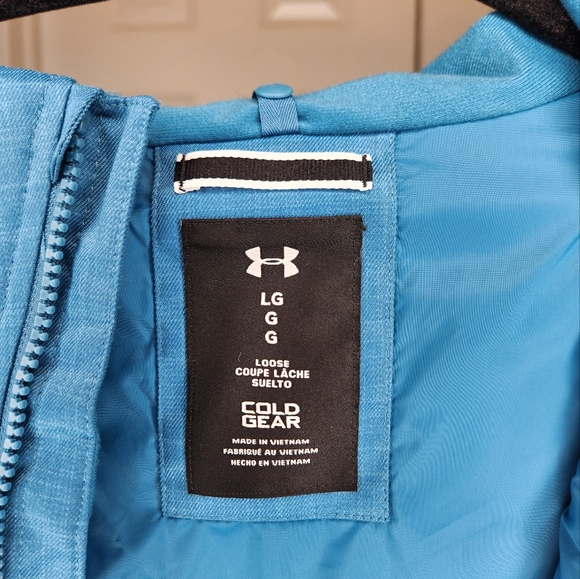 LG
G
G
LOOSE
COUPE LÂCHE
SUELTO
COLD
GEAR
MADE IN VIETNAM
FABRIQUÉ AU VIETNAM
HECHO EN VIETNAM